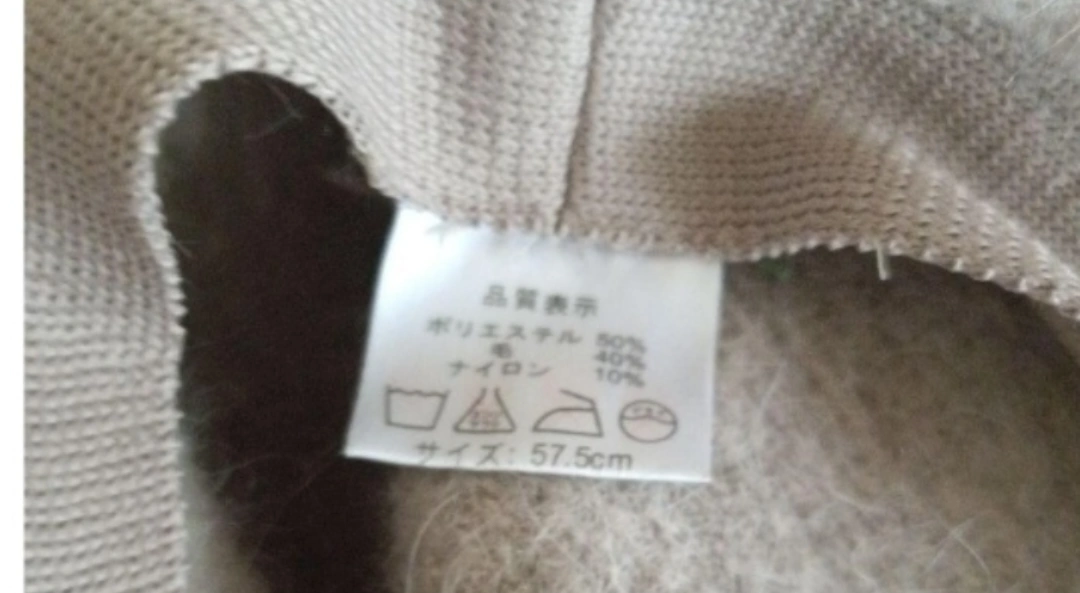 品質表示
ポリエステル 50%
毛 40%
ナイロン 10%
サイズ: 57.5cm